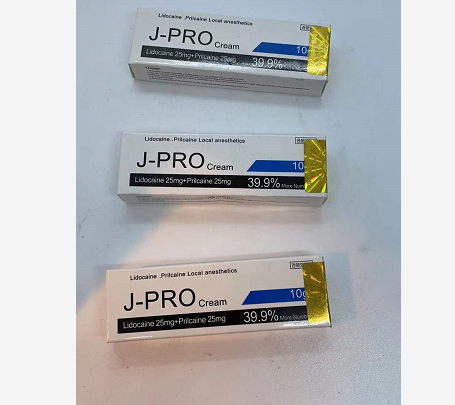 Lidocaine..Prilcaine Local anesthetics
J-PRO Cream
10
Lidocaine 25mg+Prilcaine 25mg
39.9%
Lidocaine..Prilcaine Local anesthetics
J-PRO Cream
10
Lidocaine 25mg+Prilcaine 25mg
39.9% More Numb
Lidocaine .Prilcaine Local anesthetics
J-PRO Cream
10g
Lidocaine 25mg+Prilcaine 25mg
39.9% More Numb